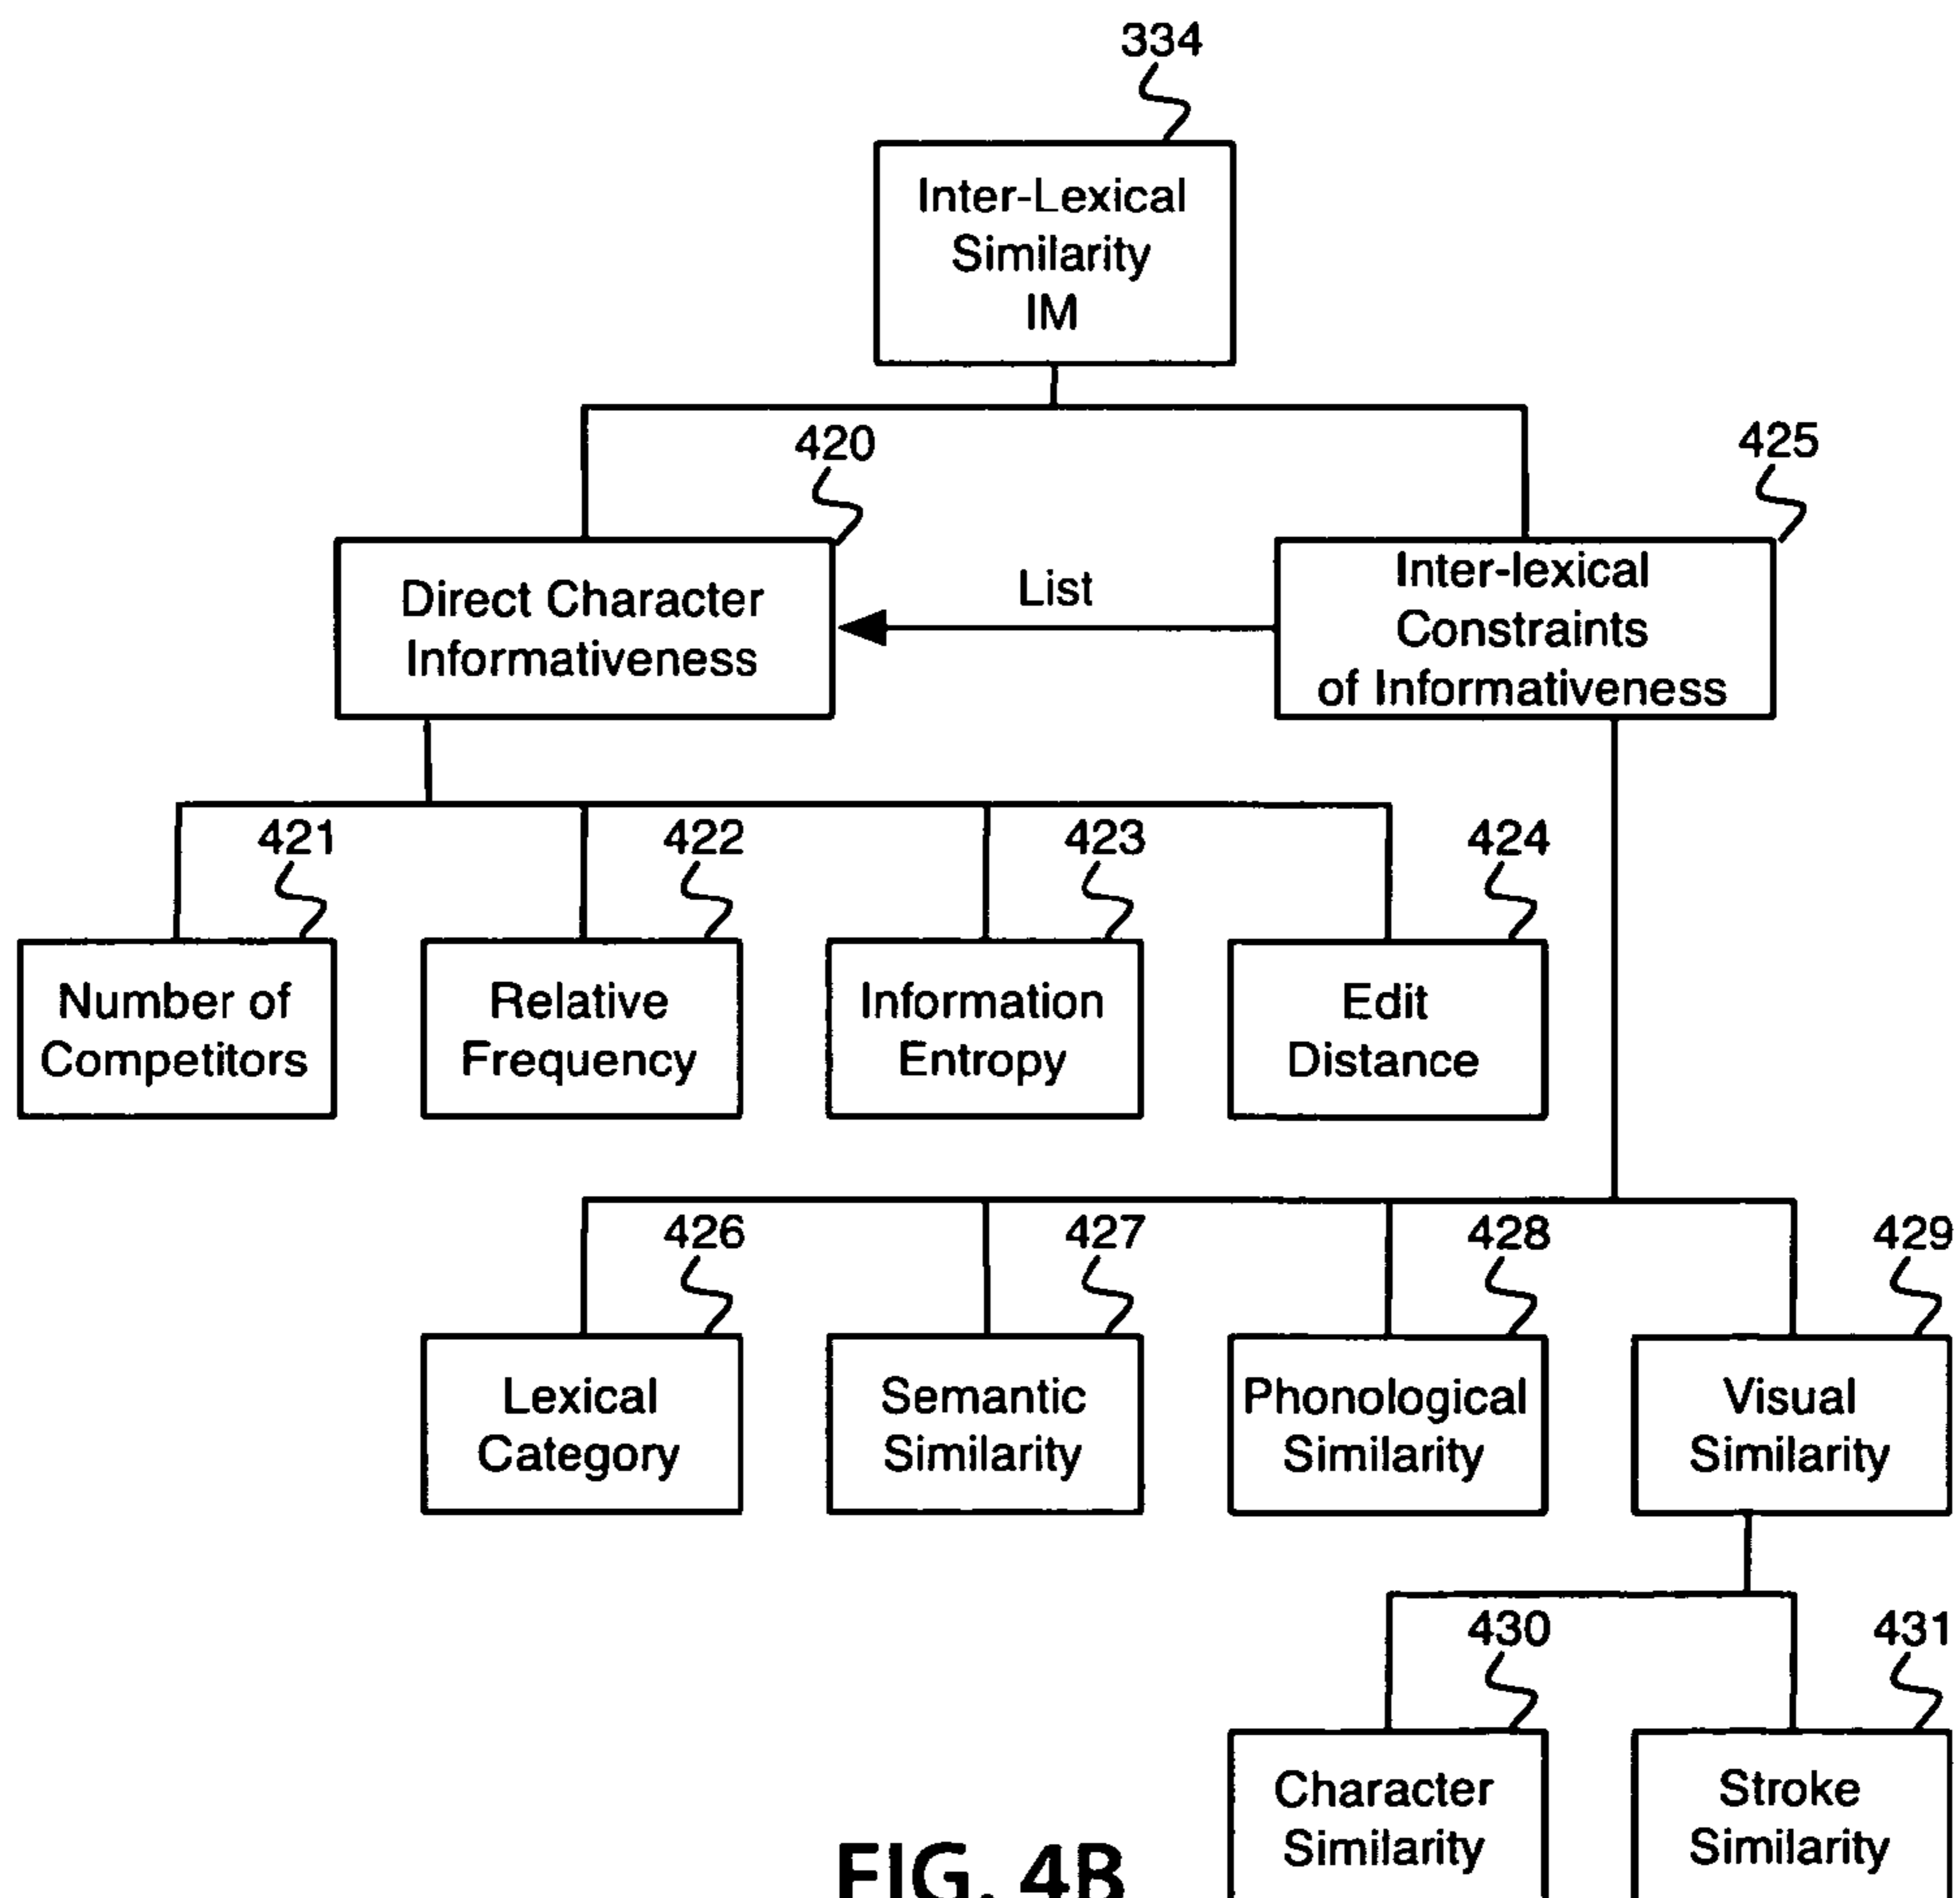 334
Inter-Lexical
Similarity
IM
420
425
Direct Character
Informativeness
List
Inter-lexical
Constraints
of Informativeness
421
422
423
424
Number of
Competitors
Relative
Frequency
Information
Entropy
Edit
Distance
426
427
428
429
Lexical
Category
Semantic
Similarity
Phonological
Similarity
Visual
Similarity
430
431
Character
Similarity
Stroke
Similarity
FIG. 4B